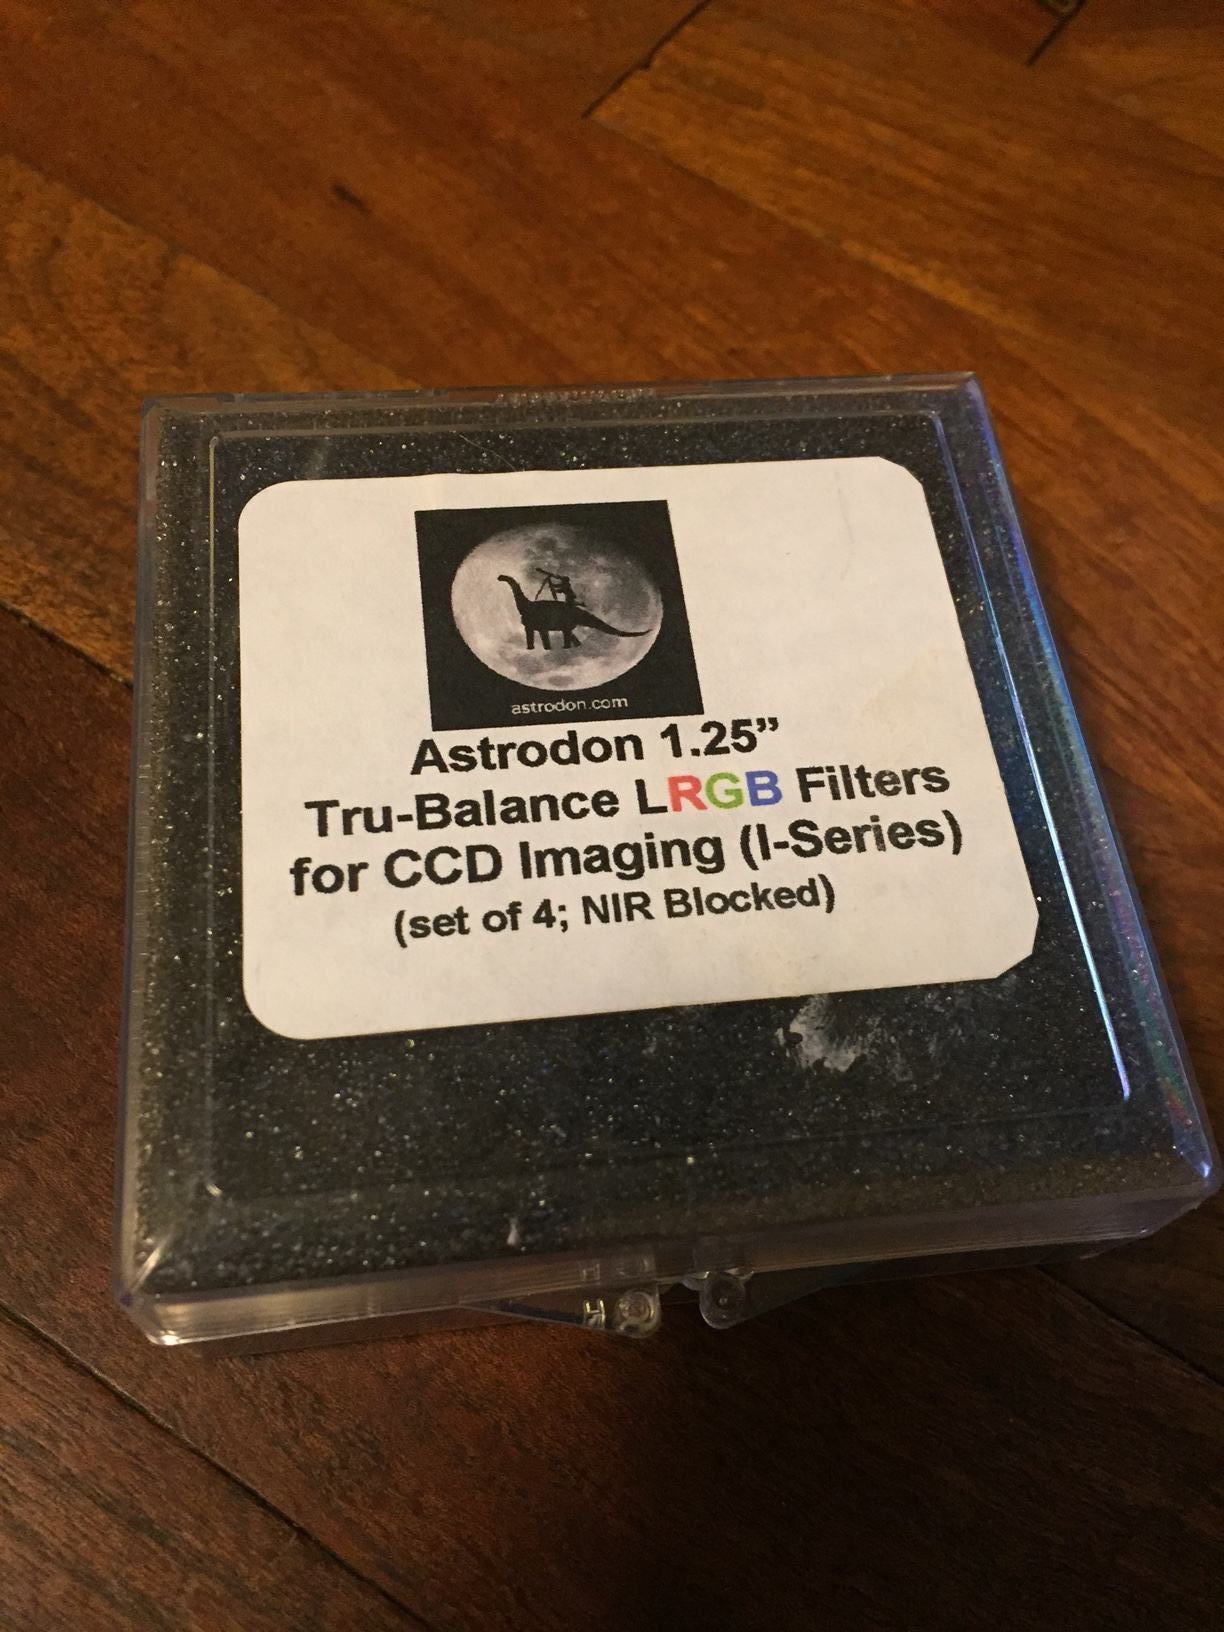 astrodon.com
Astrodon 1.25”
Tru-Balance LRGB Filters
for CCD Imaging (I-Series)
(set of 4; NIR Blocked)